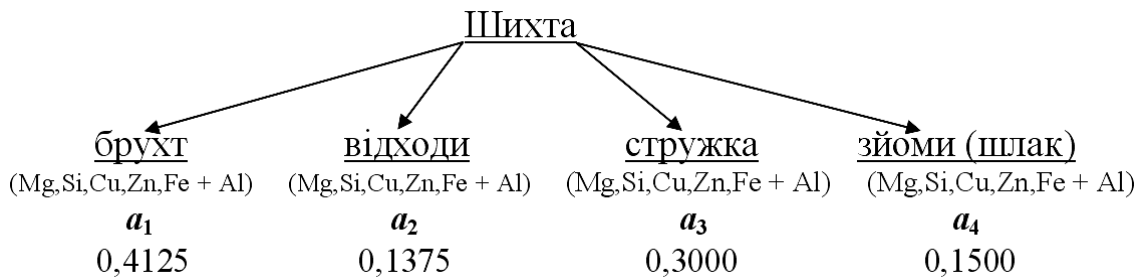 Шихта
брухт відходи стружка зйоми (шлак)
(Mg,Si,Cu,Zn,Fe + Al) (Mg,Si,Cu,Zn,Fe + Al) (Mg,Si,Cu,Zn,Fe + Al) (Mg,Si,Cu,Zn,Fe + Al)
a₁ a₂ a₃ a₄
0,4125 0,1375 0,3000 0,1500